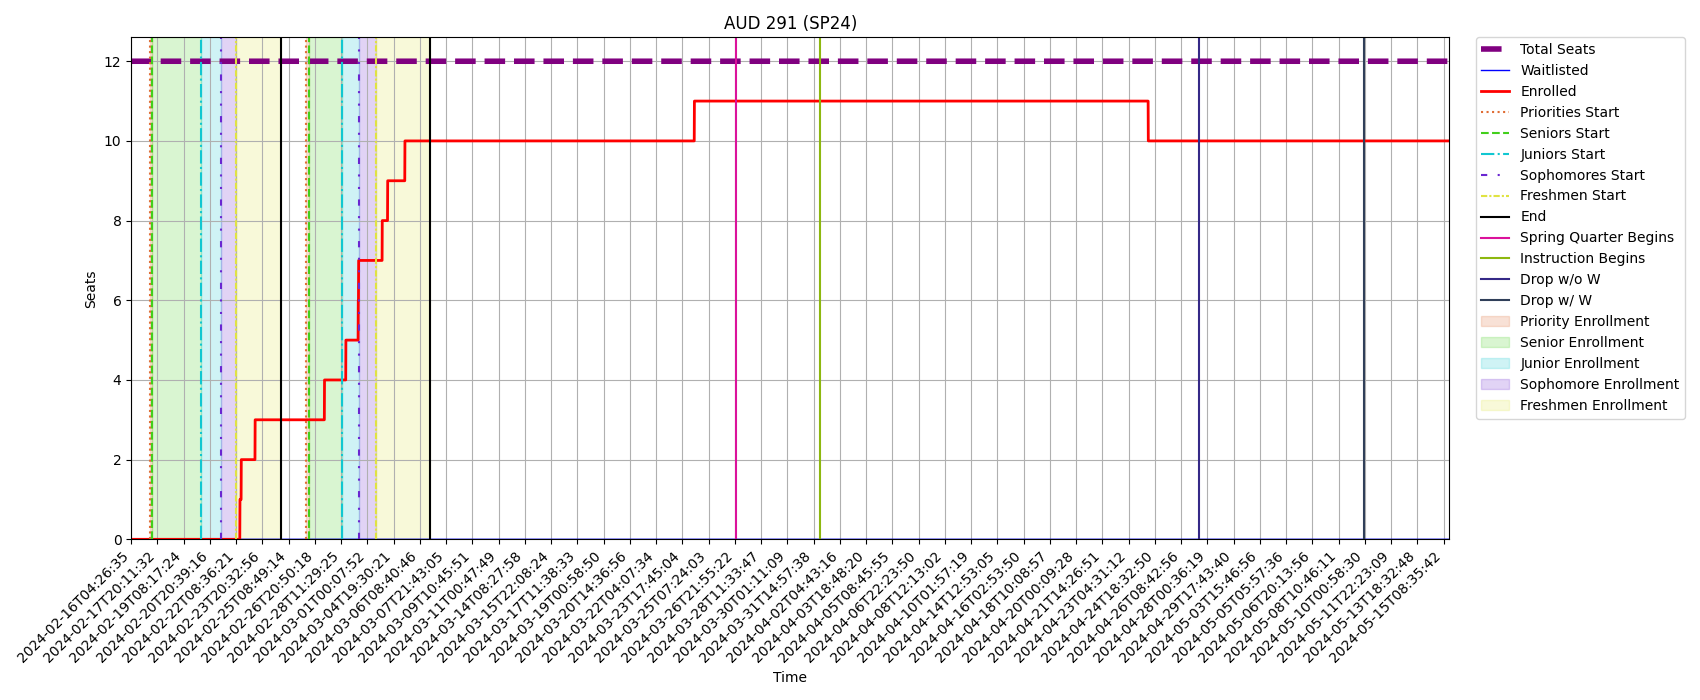 AUD 291 (SP24)
Seats
12
10
8
6
4
2
0
2024-02-16T04:26:35
2024-02-17T20:11:32
2024-02-19T08:17:24
2024-02-20T20:39:16
2024-02-22T08:36:21
2024-02-23T20:32:56
2024-02-25T08:49:14
2024-02-26T20:50:18
2024-02-28T11:29:25
2024-03-01T00:07:52
2024-03-04T19:30:21
2024-03-06T08:40:46
2024-03-07T21:43:05
2024-03-09T10:45:51
2024-03-11T00:47:49
2024-03-14T08:27:58
2024-03-15T22:08:24
2024-03-17T11:38:33
2024-03-19T00:58:50
2024-03-20T14:36:56
2024-03-22T04:07:34
2024-03-23T17:45:04
2024-03-25T07:24:03
2024-03-26T21:55:22
2024-03-28T11:33:47
2024-03-30T01:11:09
2024-03-31T14:57:38
2024-04-02T04:43:16
2024-04-03T18:48:20
2024-04-05T08:45:55
2024-04-06T22:23:50
2024-04-08T12:13:02
2024-04-10T01:57:19
2024-04-14T12:53:05
2024-04-16T02:53:50
2024-04-18T10:08:57
2024-04-20T00:09:28
2024-04-21T14:26:51
2024-04-23T04:31:12
2024-04-24T18:32:50
2024-04-26T08:42:56
2024-04-28T00:36:19
2024-04-29T17:43:40
2024-05-03T15:46:56
2024-05-05T05:57:36
2024-05-06T20:13:56
2024-05-08T10:46:11
2024-05-10T00:58:30
2024-05-11T22:23:09
2024-05-13T18:32:48
2024-05-15T08:35:42
Time
Total Seats
Waitlisted
Enrolled
Priorities Start
Seniors Start
Juniors Start
Sophomores Start
Freshmen Start
End
Spring Quarter Begins
Instruction Begins
Drop w/o W
Drop w/ W
Priority Enrollment
Senior Enrollment
Junior Enrollment
Sophomore Enrollment
Freshmen Enrollment